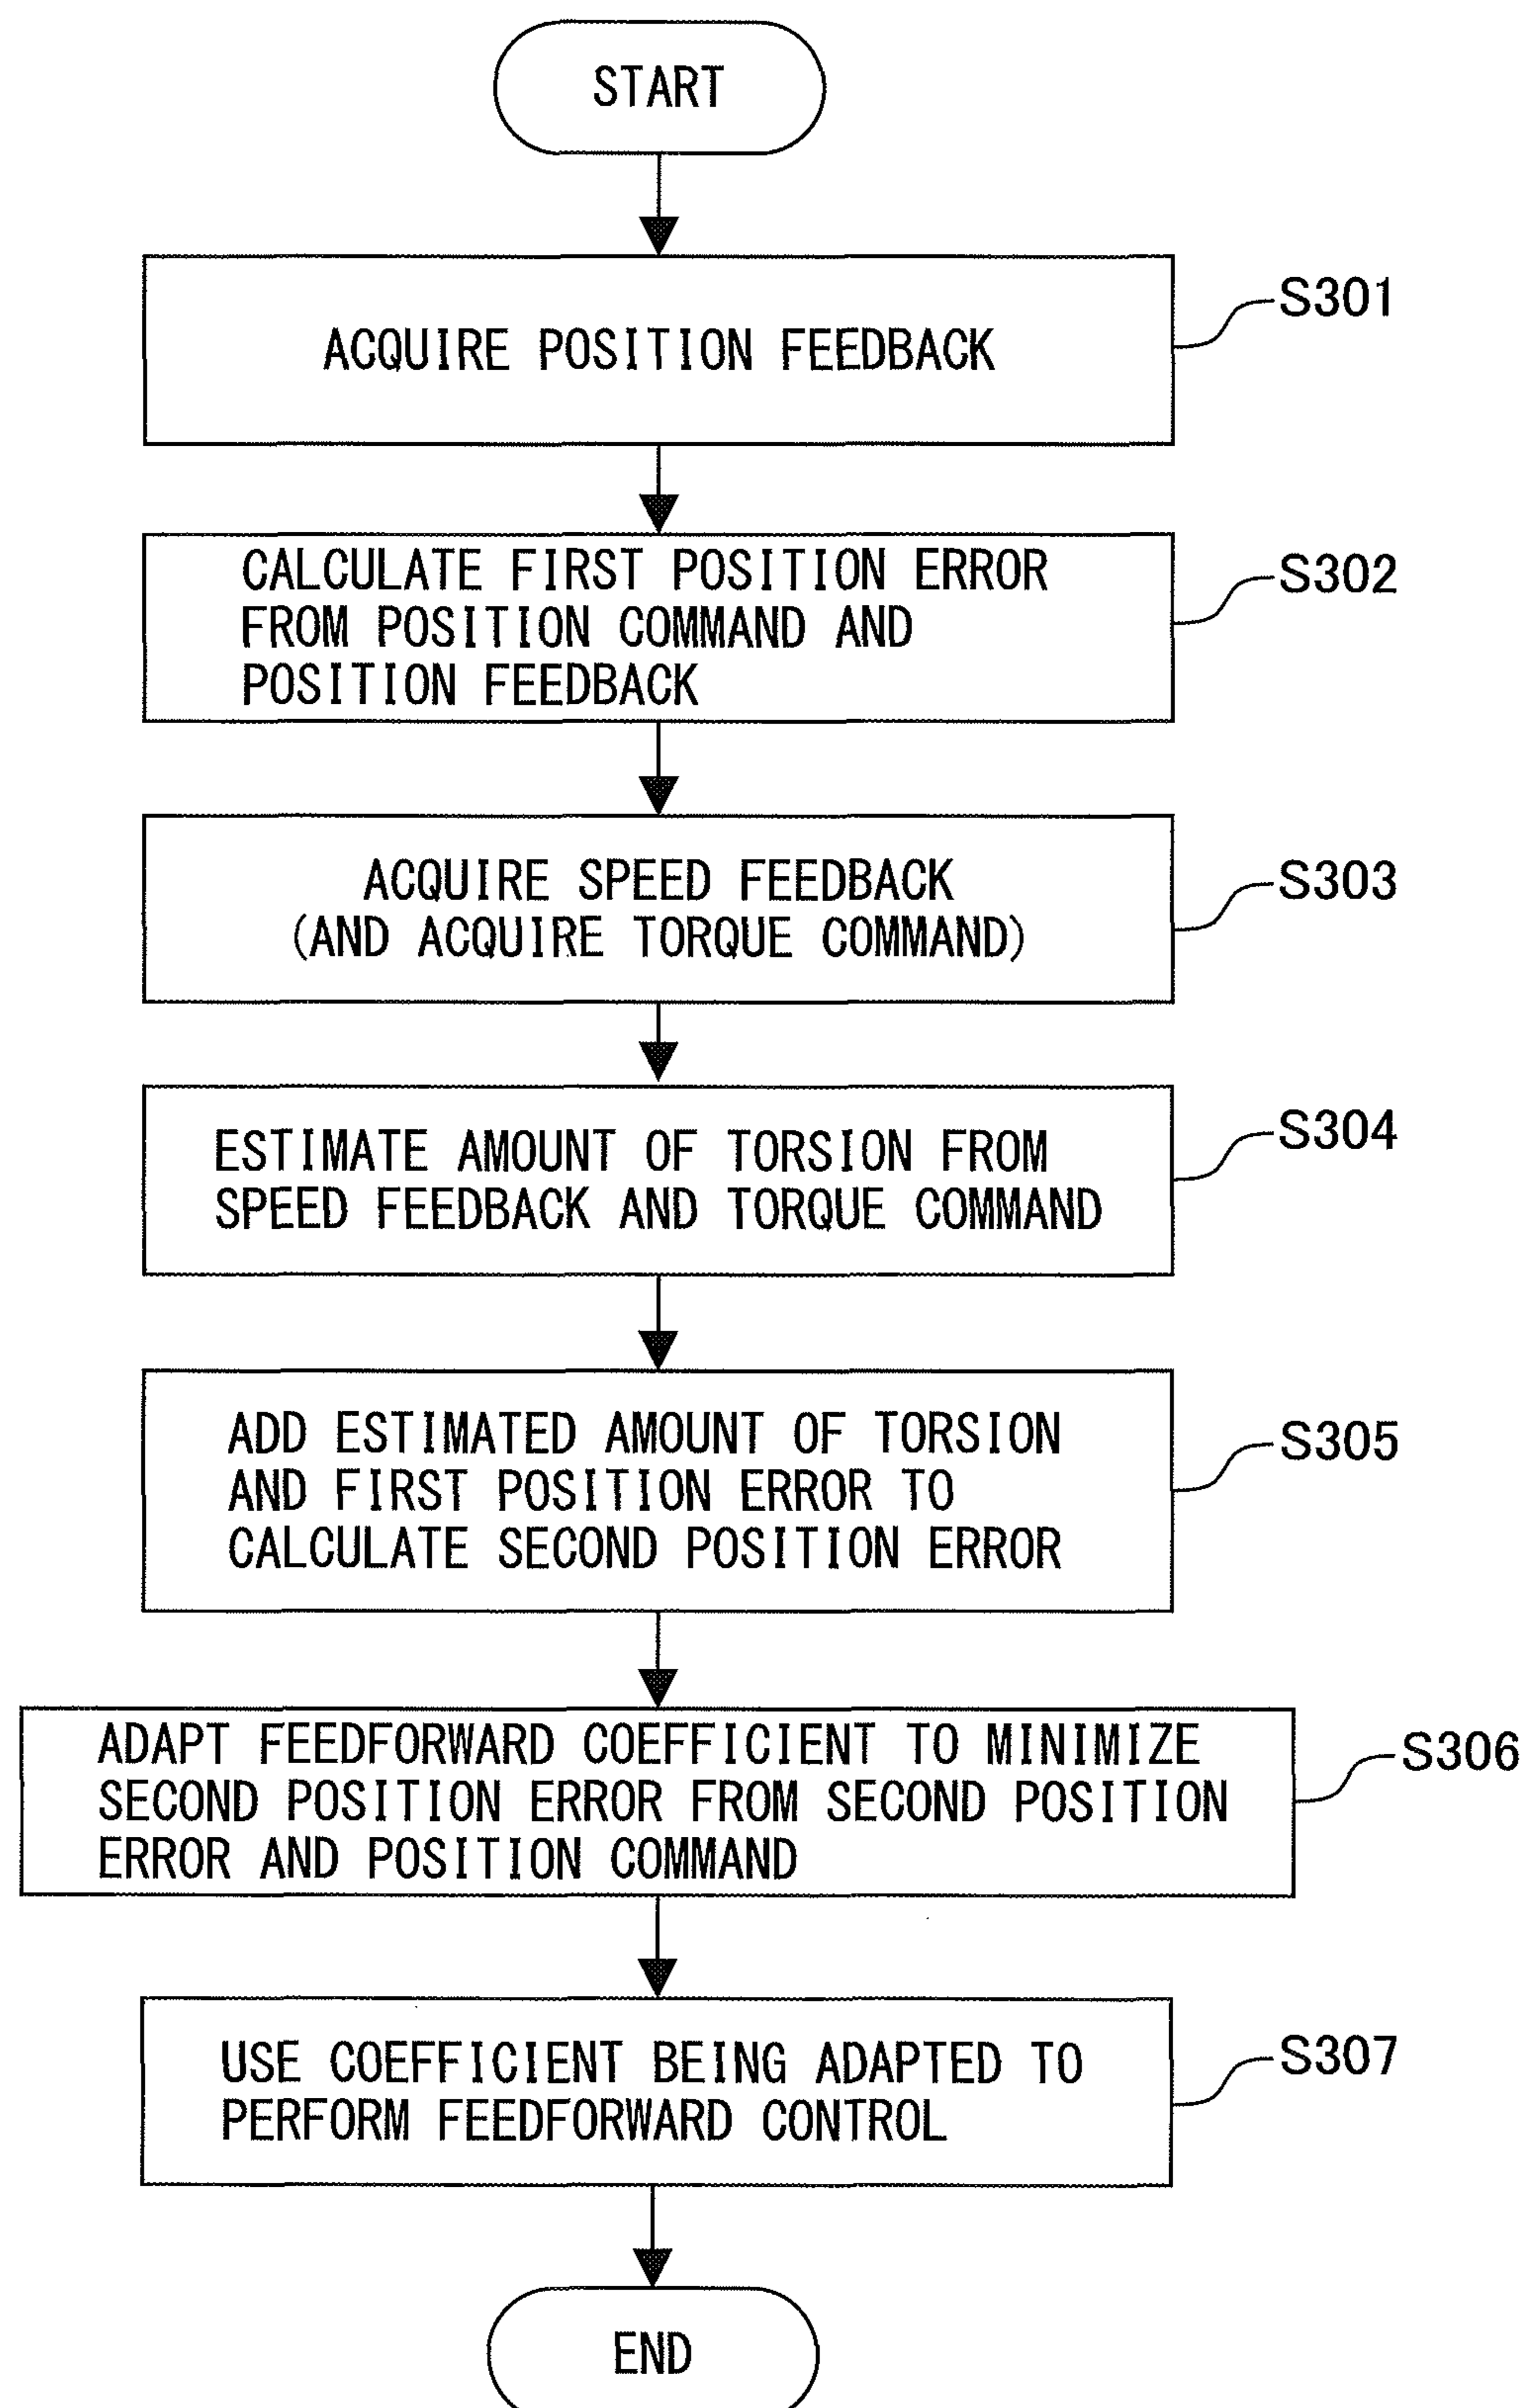 START
ACQUIRE POSITION FEEDBACK
S301
CALCULATE FIRST POSITION ERROR
FROM POSITION COMMAND AND
POSITION FEEDBACK
S302
ACQUIRE SPEED FEEDBACK
(AND ACQUIRE TORQUE COMMAND)
S303
ESTIMATE AMOUNT OF TORSION FROM
SPEED FEEDBACK AND TORQUE COMMAND
S304
ADD ESTIMATED AMOUNT OF TORSION
AND FIRST POSITION ERROR TO
CALCULATE SECOND POSITION ERROR
S305
ADAPT FEEDFORWARD COEFFICIENT TO MINIMIZE
SECOND POSITION ERROR FROM SECOND POSITION
ERROR AND POSITION COMMAND
S306
USE COEFFICIENT BEING ADAPTED TO
PERFORM FEEDFORWARD CONTROL
S307
END